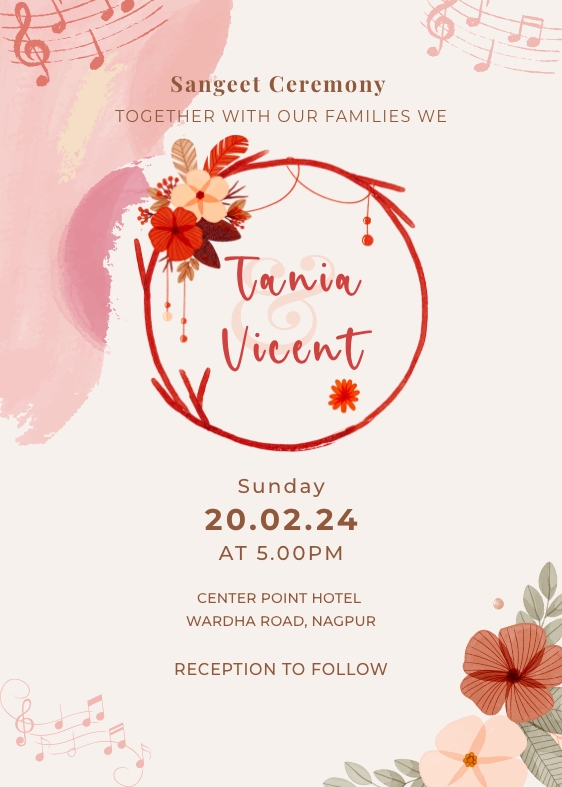 Sangeet Ceremony
TOGETHER WITH OUR FAMILIES WE
&
Tania
Vicent
Sunday
20.02.24
AT 5.00PM
CENTER POINT HOTEL
WARDHA ROAD, NAGPUR
RECEPTION TO FOLLOW